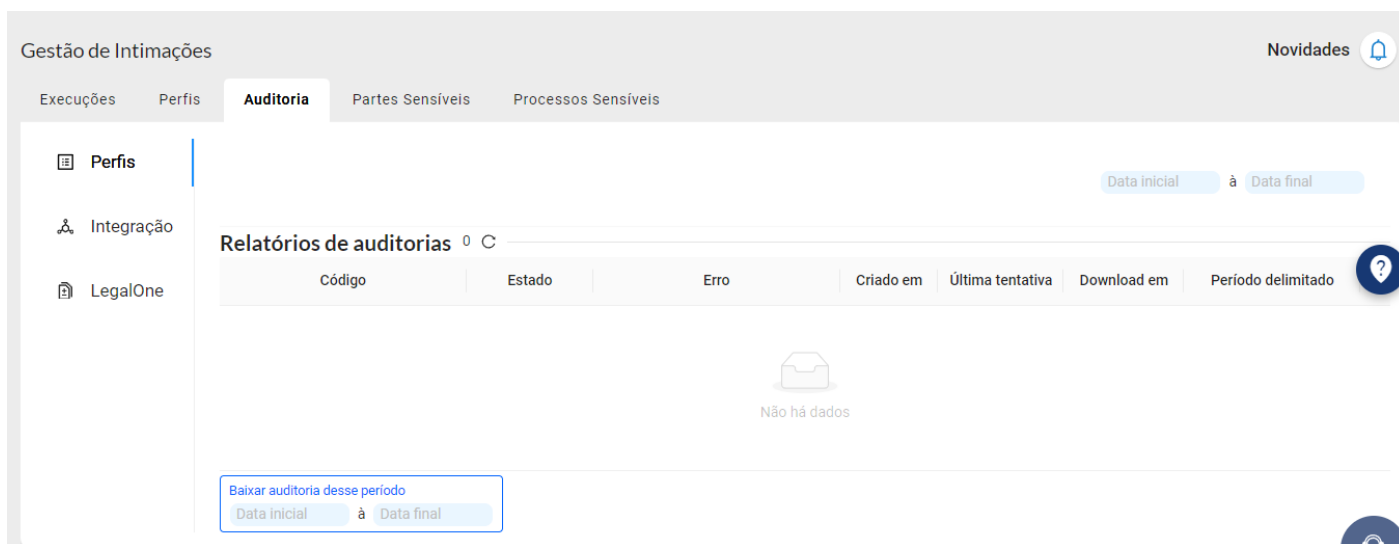 Gestão de Intimações
Novidades
Execuções Perfis Auditoria Partes Sensíveis Processos Sensíveis
Perfis
Data inicial à Data final
Integração
Relatórios de auditorias 0
Código Estado Erro Criado em Última tentativa Download em Período delimitado
LegalOne
Não há dados
Baixar auditoria desse período
Data inicial à Data final